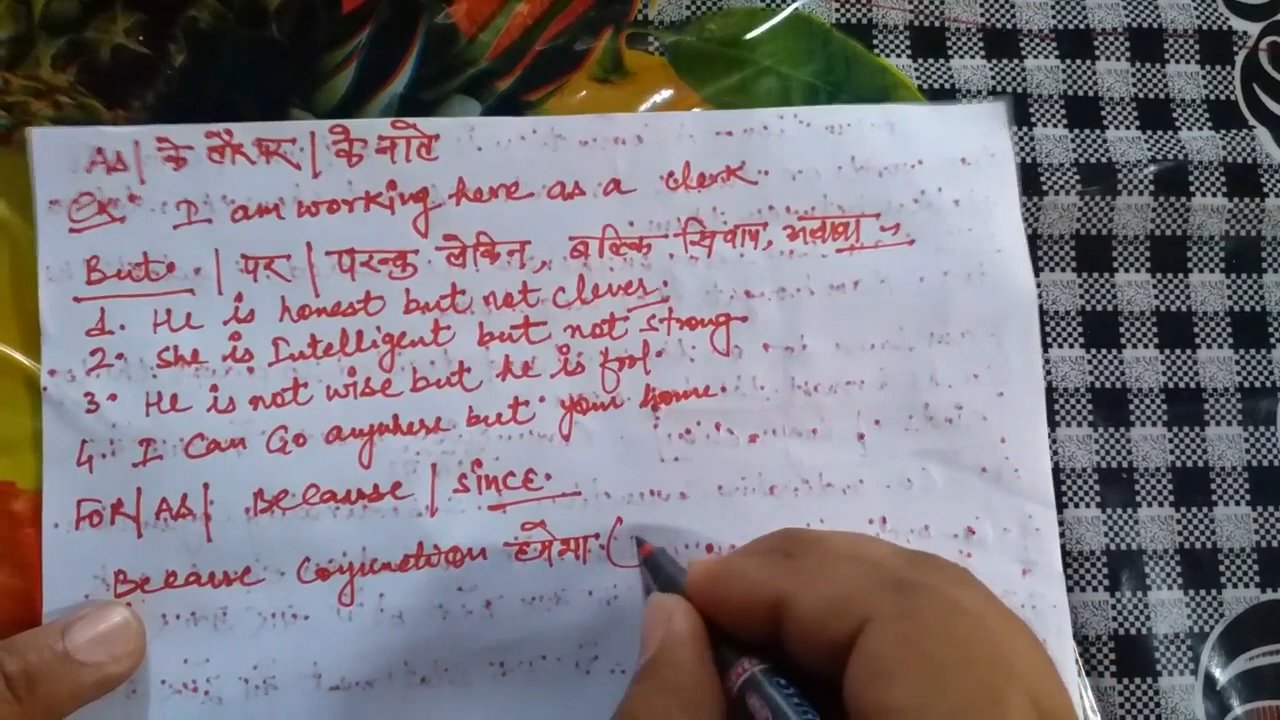 As| के तौर पर | के नाते
ex: I am working here as a clerk.
But. | पर | परन्तु लेकिन, बल्कि सिवाय, अलावा
1. He is honest but not clever.
2. She is Intelligent but not strong.
3. He is not wise but he is fool.
4. I Can Go anywhere but your home.
FOR| AS| Because | since.
Because Conjunction हमेशा (